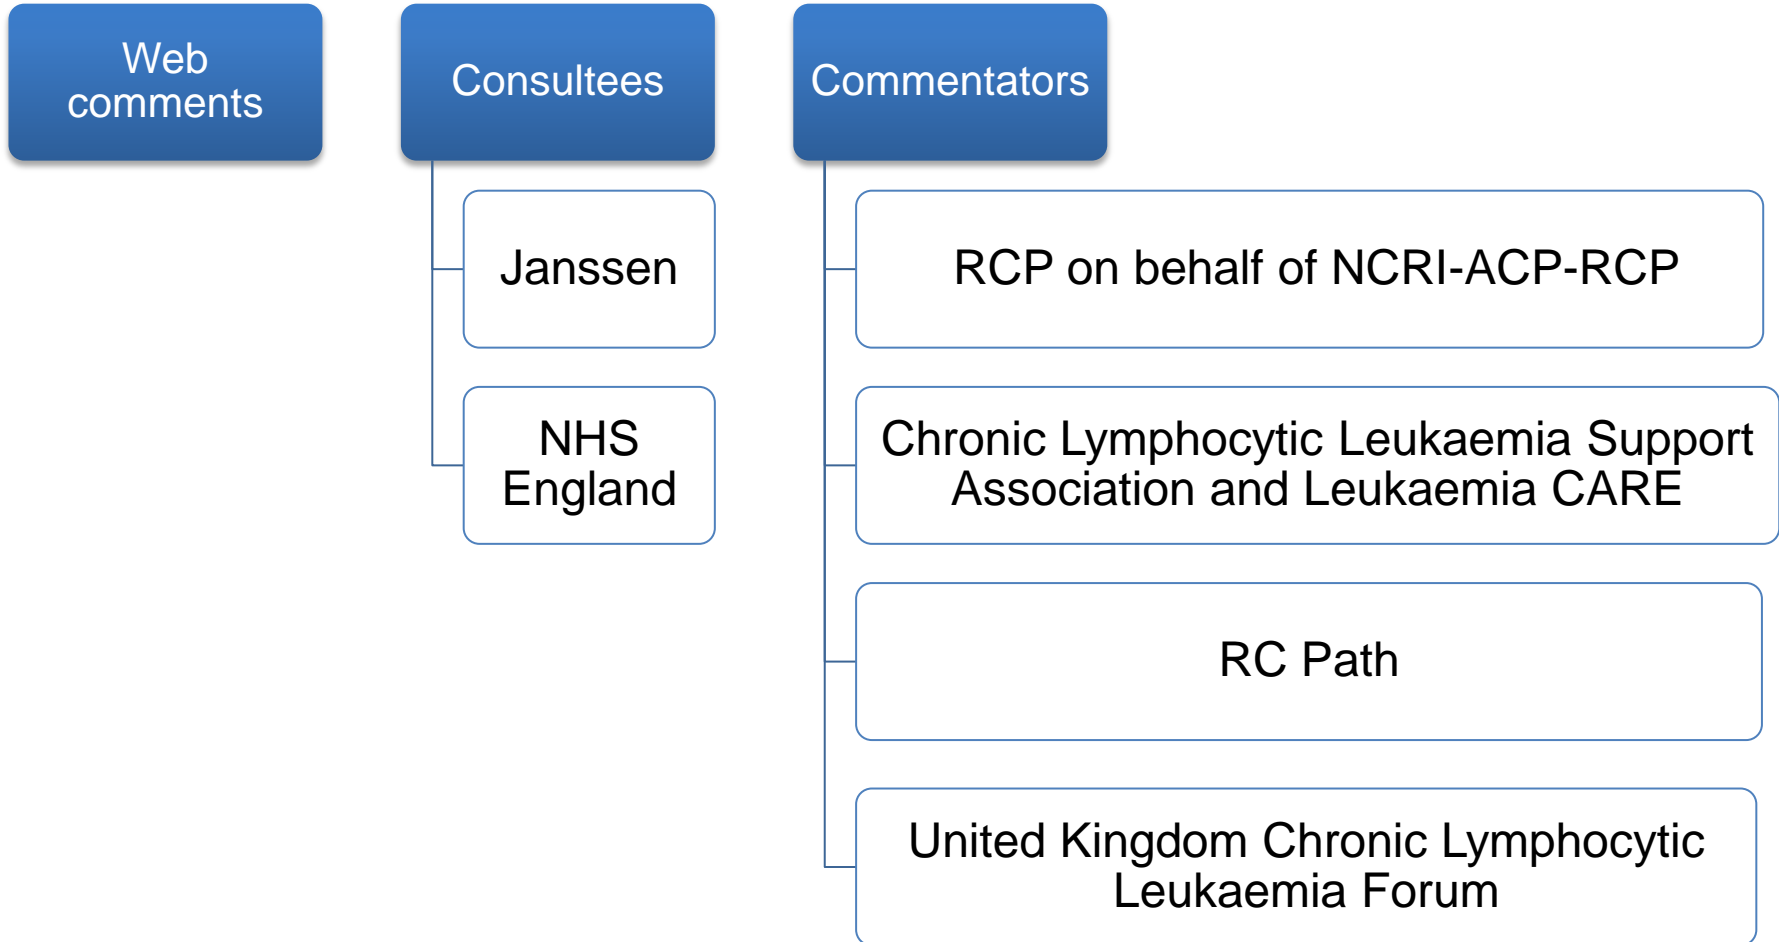 Web
comments
Consultees
Janssen
NHS
England
Commentators
RCP on behalf of NCRI-ACP-RCP
Chronic Lymphocytic Leukaemia Support
Association and Leukaemia CARE
RC Path
United Kingdom Chronic Lymphocytic
Leukaemia Forum